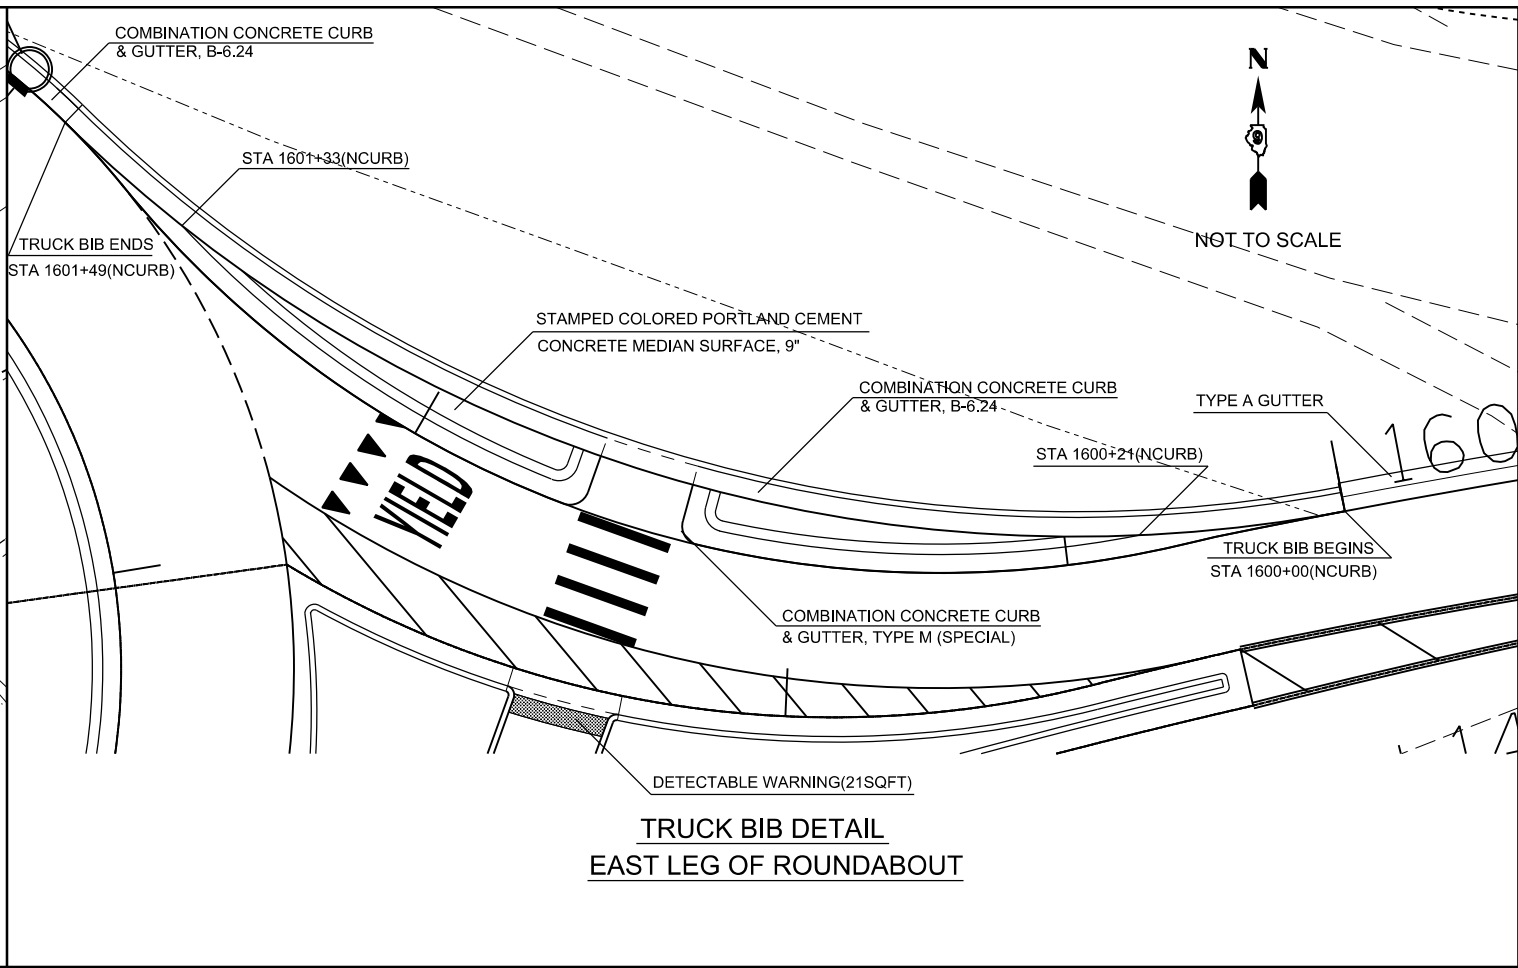 COMBINATION CONCRETE CURB
& GUTTER, B-6.24
N
9
STA 1601+33(NCURB)
NOT TO SCALE
TRUCK BIB ENDS
STA 1601+49(NCURB)
STAMPED COLORED PORTLAND CEMENT
CONCRETE MEDIAN SURFACE, 9"
COMBINATION CONCRETE CURB
& GUTTER, B-6.24
TYPE A GUTTER
160
STA 1600+21(NCURB)
YIELD
TRUCK BIB BEGINS
STA 1600+00(NCURB)
COMBINATION CONCRETE CURB
& GUTTER, TYPE M (SPECIAL)
DETECTABLE WARNING(21SQFT)
TRUCK BIB DETAIL
EAST LEG OF ROUNDABOUT